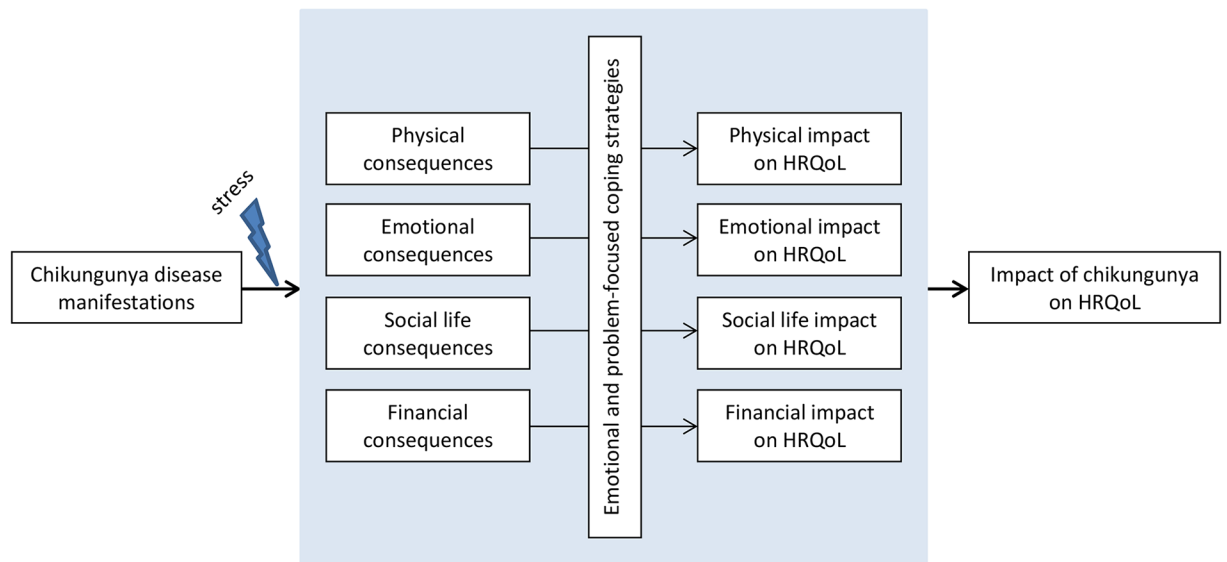 stress
Chikungunya disease
manifestations
Physical
consequences
Emotional
consequences
Social life
consequences
Financial
consequences
Emotional and problem-focused coping strategies
Physical impact
on HRQoL
Emotional impact
on HRQoL
Social life impact
on HRQoL
Financial impact
on HRQoL
Impact of chikungunya
on HRQoL